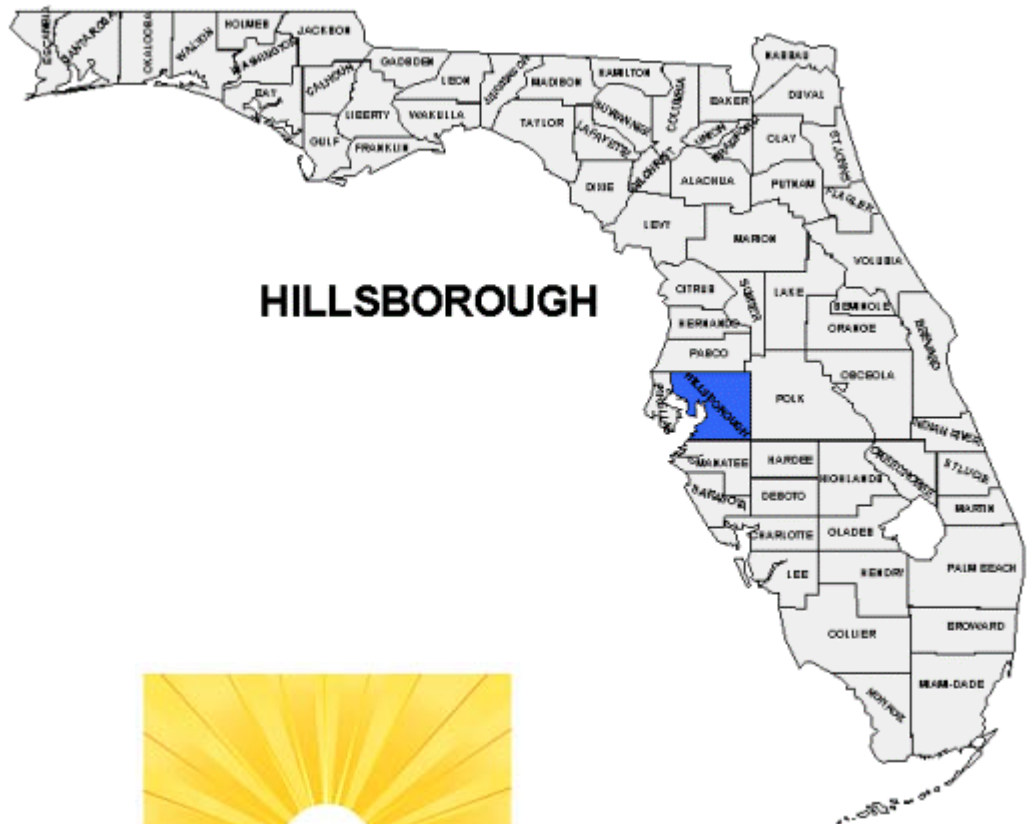 HOLMES
JACKSON
ESCAMBIA
SANTA ROSA
OKALOOSA
WALTON
WASHINGTON
GADSDEN
LEON
JEFFERSON
MADISON
HAMILTON
NASSAU
BAY
CALHOUN
LIBERTY
WAKULLA
TAYLOR
SUWANNEE
COLUMBIA
BAKER
DUVAL
GULF
FRANKLIN
LAFAYETTE
UNION
BRADFORD
CLAY
ST JOHNS
DIXIE
GILCHRIST
ALACHUA
PUTNAM
FLAGLER
LEVY
MARION
VOLUSIA
HILLSBOROUGH
CITRUS
SUMTER
LAKE
SEMINOLE
HERNANDO
ORANGE
BREVARD
PASCO
OSCEOLA
PINELLAS
HILLSBOROUGH
POLK
INDIAN RIVER
MANATEE
HARDEE
HIGHLANDS
OKEECHOBEE
ST LUCIE
SARASOTA
DESOTO
MARTIN
CHARLOTTE
GLADES
LEE
HENDRY
PALM BEACH
COLLIER
BROWARD
MONROE
MIAMI-DADE